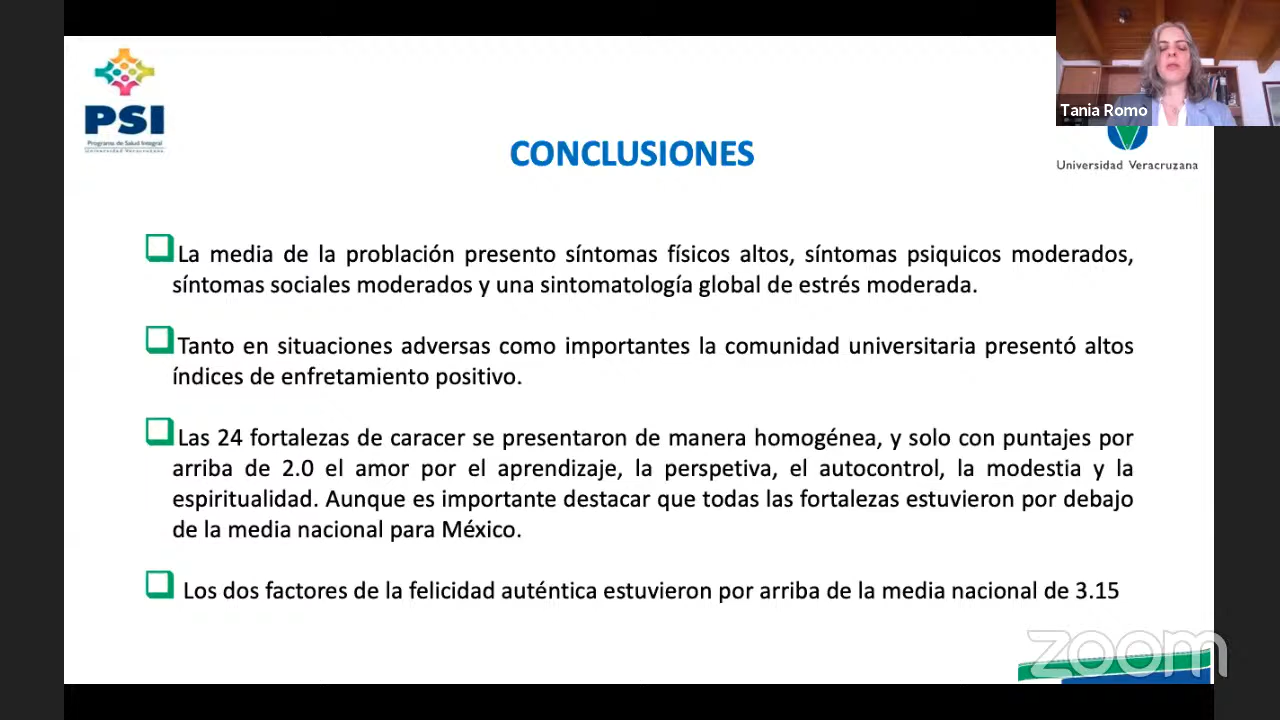 PSI
Programa de Salud Integral
Universidad Veracruzana
Tania Romo
Universidad Veracruzana
CONCLUSIONES
La media de la problación presento síntomas físicos altos, síntomas psiquicos moderados,
síntomas sociales moderados y una sintomatología global de estrés moderada.
Tanto en situaciones adversas como importantes la comunidad universitaria presentó altos
índices de enfretamiento positivo.
Las 24 fortalezas de caracer se presentaron de manera homogénea, y solo con puntajes por
arriba de 2.0 el amor por el aprendizaje, la perspetiva, el autocontrol, la modestia y la
espiritualidad. Aunque es importante destacar que todas las fortalezas estuvieron por debajo
de la media nacional para México.
Los dos factores de la felicidad auténtica estuvieron por arriba de la media nacional de 3.15
zoom